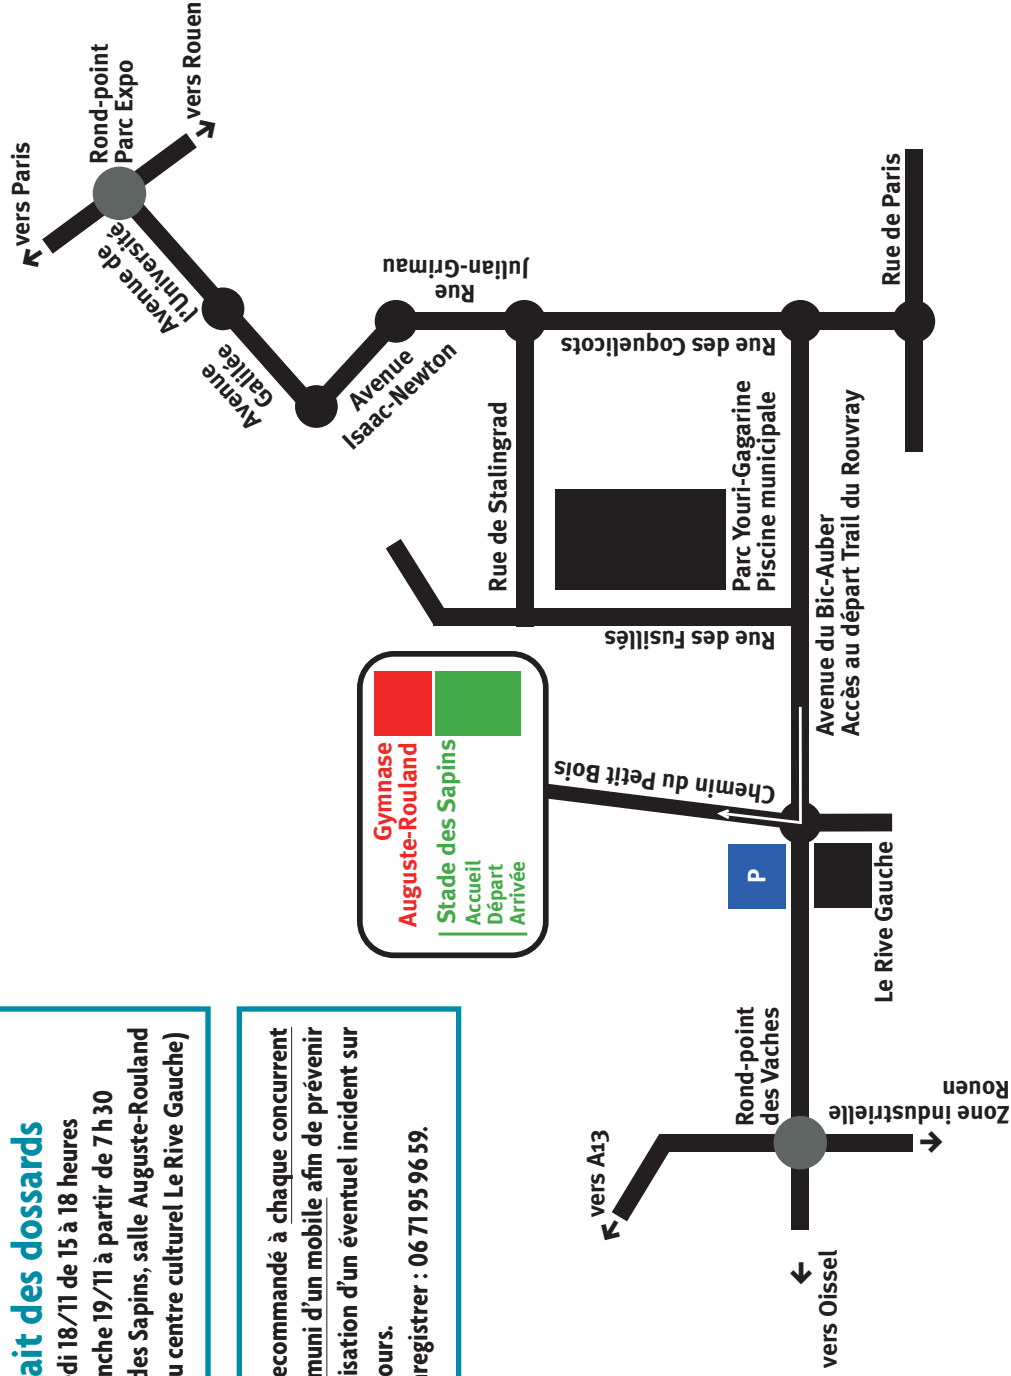 ait des dossards
di 18/11 de 15 à 18 heures
nche 19/11 à partir de 7 h 30
des Sapins, salle Auguste-Rouland
u centre culturel Le Rive Gauche)
ecommandé à chaque concurrent
muni d'un mobile afin de prévenir
isation d'un éventuel incident sur
ours.
registrer : 06 71 95 96 59.
vers Paris
Rond-point
Parc Expo
vers Rouen
Avenue de
l'Université
Avenue
Galilée
Avenue
Isaac-Newton
Rue
Julian-Grimau
Rue de Stalingrad
Rue des Coquelicots
Rue de Paris
Parc Youri-Gagarine
Piscine municipale
Rue des Fusillés
Avenue du Bic-Auber
Accès au départ Trail du Rouvray
Gymnase
Auguste-Rouland
Stade des Sapins
Accueil
Départ
Arrivée
Chemin du Petit Bois
P
Le Rive Gauche
Rond-point
des Vaches
vers A13
Zone industrielle
Rouen
vers Oissel